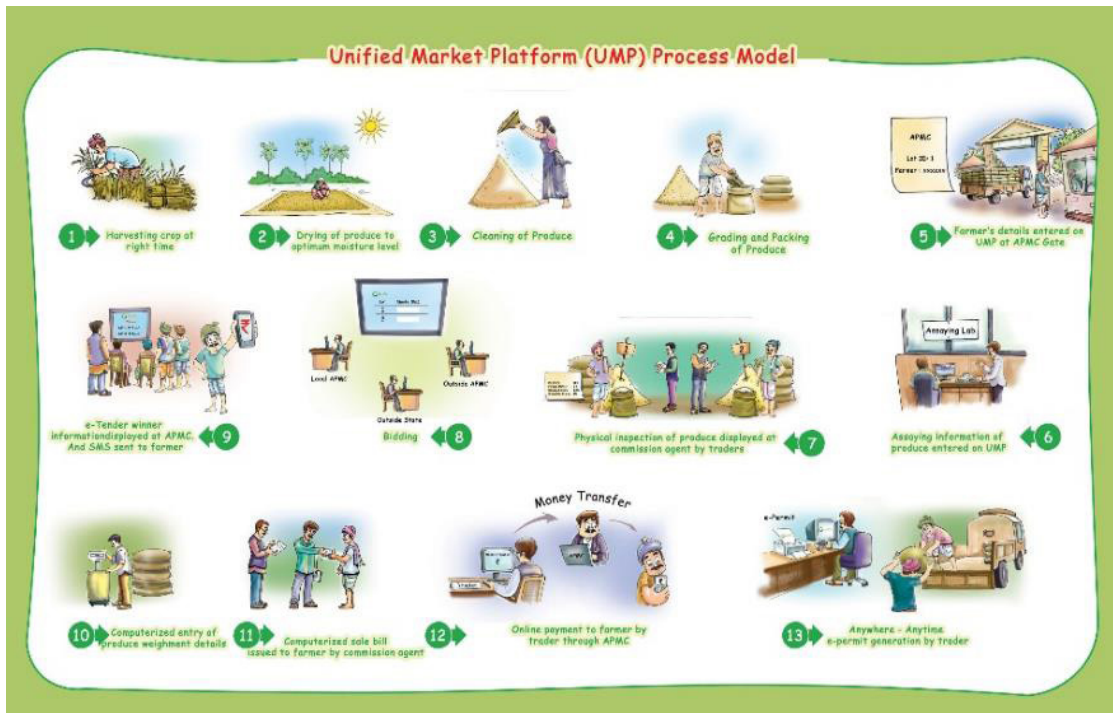 Unified Market Platform (UMP) Process Model
1
Harvesting crop at
right time
2
Drying of produce to
optimum moisture level
3
Cleaning of Produce
4
Grading and Packing
of Produce
APMC
Farmer :
5
Farmer's details entered on
UMP at APMC Gate
e-Tender winner
informationdisplayed at APMC.
And SMS sent to farmer
9
Local APMC
Outside APMC
Outside State
Bidding
8
Physical inspection of produce displayed at
commission agent by traders
7
Assaying Lab
Assaying information of
produce entered on UMP
6
10
Computerized entry of
produce weighment details
11
Computerized sale bill
issued to farmer by commission agent
Money Transfer
12
Online payment to farmer by
trader through APMC
e-Permit
13
Anywhere - Anytime
e-permit generation by trader